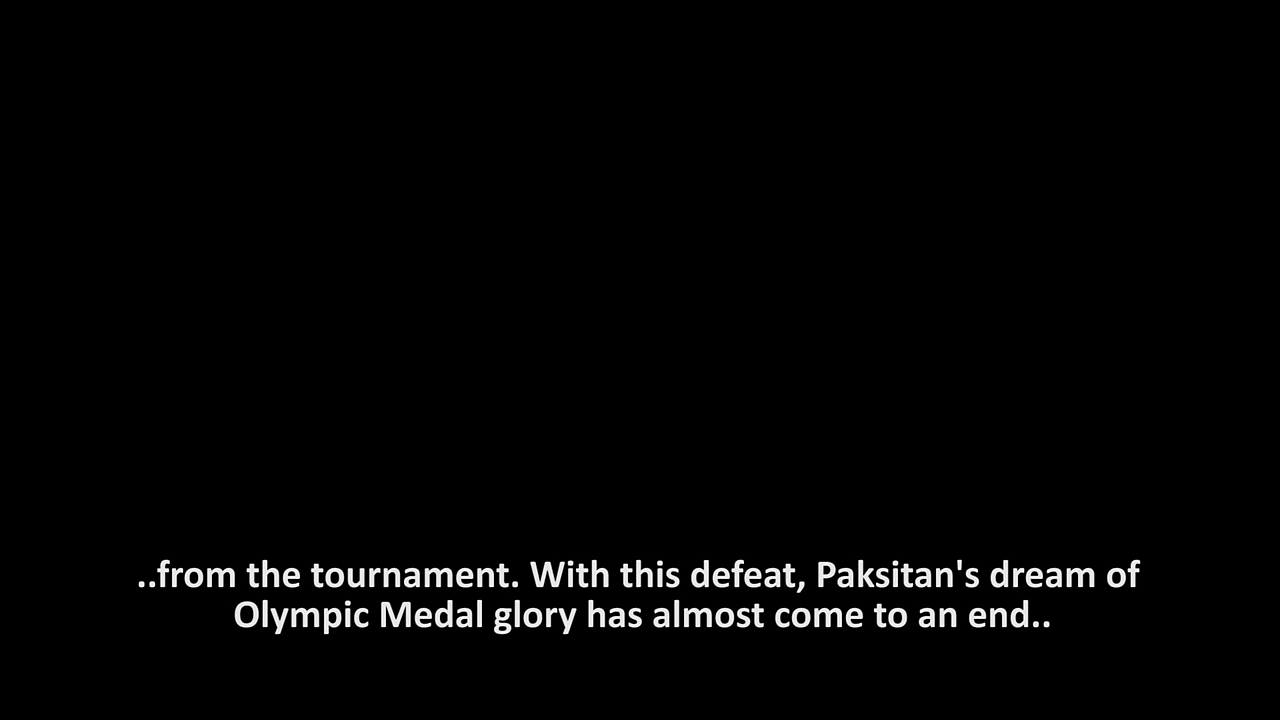 ..from the tournament. With this defeat, Paksitan's dream of
Olympic Medal glory has almost come to an end..